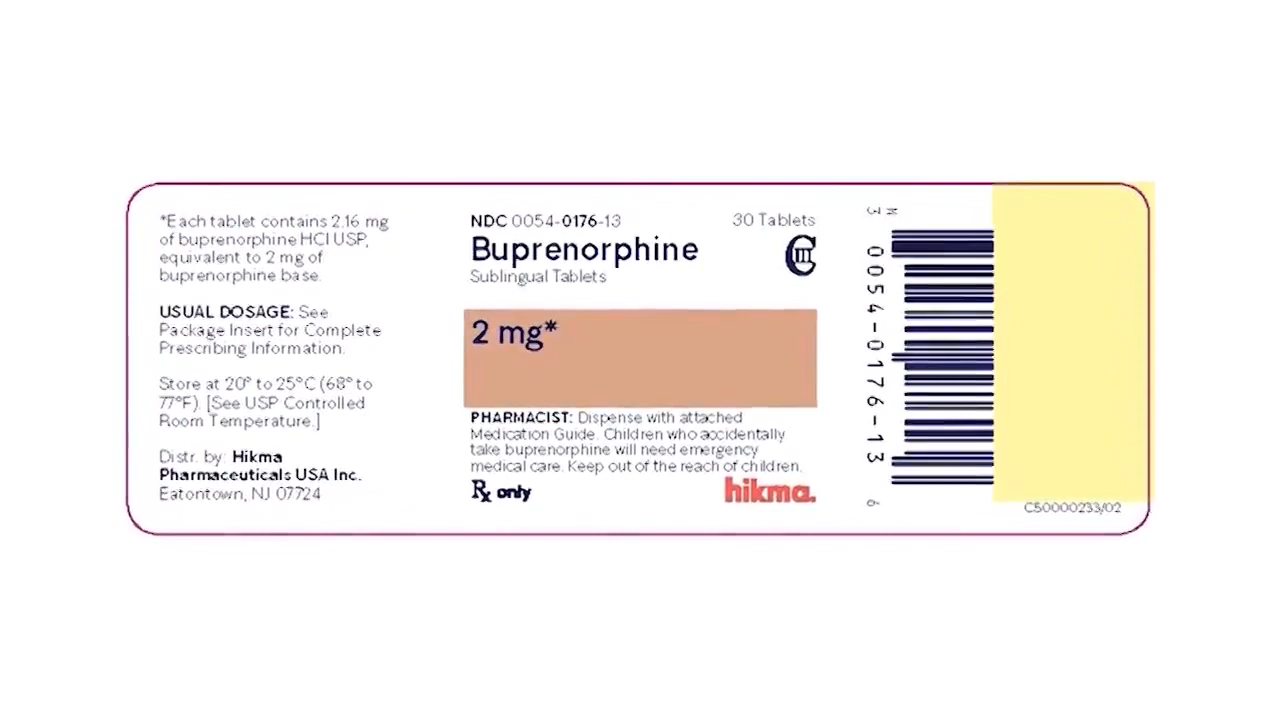 *Each tablet contains 2.16 mg
of buprenorphine HCl USP,
equivalent to 2 mg of
buprenorphine base.
USUAL DOSAGE: See
Package Insert for Complete
Prescribing Information.
Store at 20° to 25°C (68° to
77°F). [See USP Controlled
Room Temperature.]
Distr. by: Hikma
Pharmaceuticals USA Inc.
Eatontown, NJ 07724
NDC 0054-0176-13
30 Tablets
Buprenorphine
CIII
Sublingual Tablets
2 mg*
PHARMACIST: Dispense with attached
Medication Guide. Children who accidentally
take buprenorphine will need emergency
medical care. Keep out of the reach of children.
Rx only
hikma.
N
3 0054-0176-13 6
C50000233/02